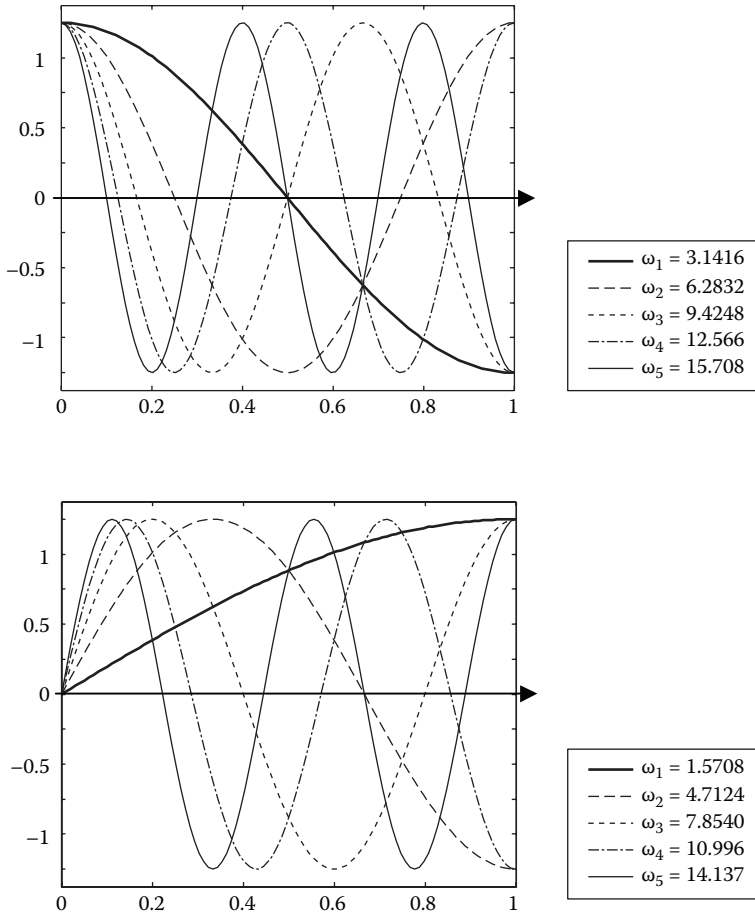 1
0.5
0
−0.5
−1
0
0.2
0.4
0.6
0.8
1
ω1 = 3.1416
ω2 = 6.2832
ω3 = 9.4248
ω4 = 12.566
ω5 = 15.708
1
0.5
0
−0.5
−1
0
0.2
0.4
0.6
0.8
1
ω1 = 1.5708
ω2 = 4.7124
ω3 = 7.8540
ω4 = 10.996
ω5 = 14.137